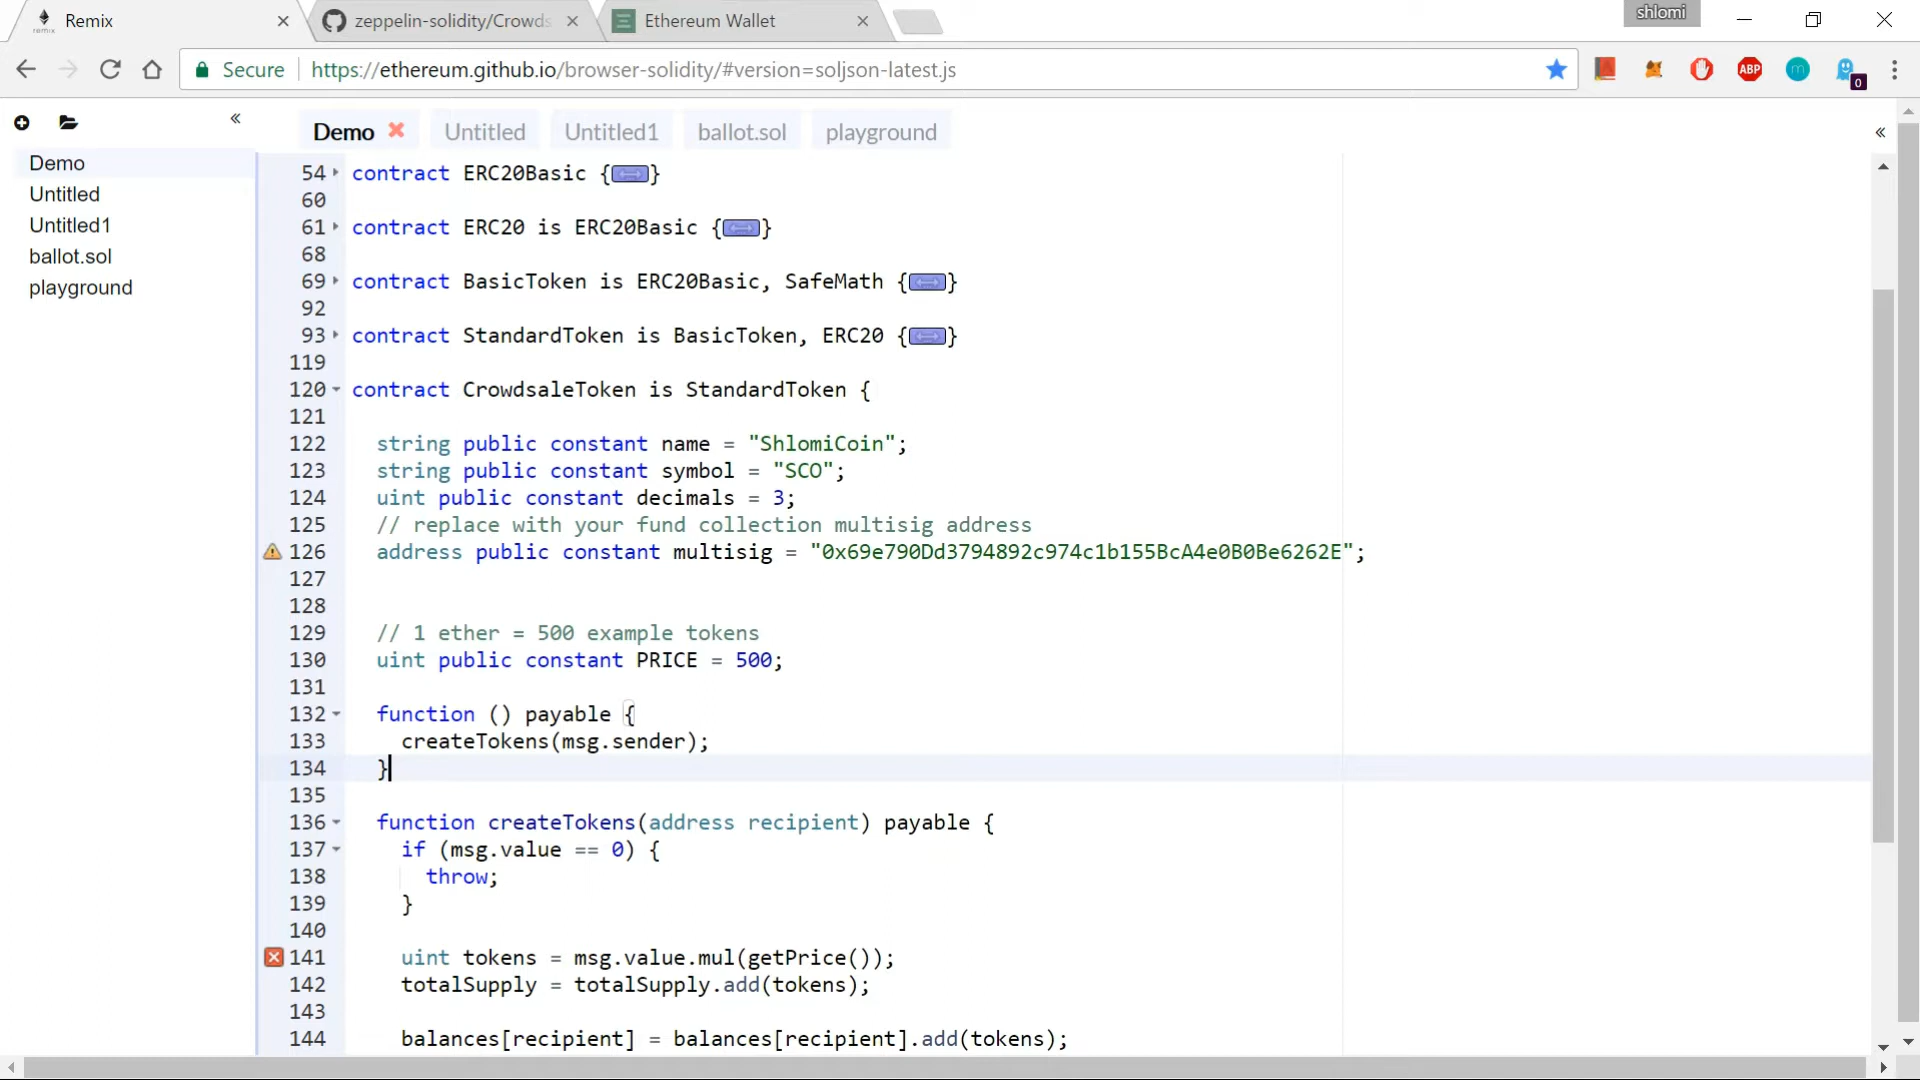 Remix
zeppelin-solidity/Crowds
Ethereum Wallet
shlomi
Secure
https://ethereum.github.io/browser-solidity/#version=soljson-latest.js
ABP
m
0
Demo
Untitled
Untitled1
ballot.sol
playground
Demo
Untitled
Untitled1
ballot.sol
playground
54 contract ERC20Basic {}
60
61 contract ERC20 is ERC20Basic {}
68
69 contract BasicToken is ERC20Basic, SafeMath {}
92
93 contract StandardToken is BasicToken, ERC20 {}
119
120 contract CrowdsaleToken is StandardToken {
121
122 string public constant name = "ShlomiCoin";
123 string public constant symbol = "SCO";
124 uint public constant decimals = 3;
125 // replace with your fund collection multisig address
126 address public constant multisig = "0x69e790Dd3794892c974c1b155BcA4e0B0Be6262E";
127
128
129 // 1 ether = 500 example tokens
130 uint public constant PRICE = 500;
131
132 function () payable {
133 createTokens(msg.sender);
134 }
135
136 function createTokens(address recipient) payable {
137 if (msg.value == 0) {
138 throw;
139 }
140
141 uint tokens = msg.value.mul(getPrice());
142 totalSupply = totalSupply.add(tokens);
143
144 balances[recipient] = balances[recipient].add(tokens);